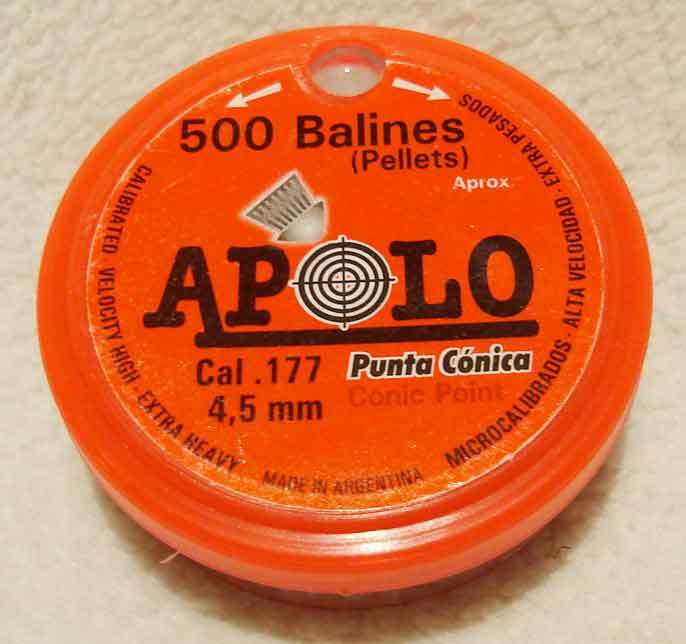 500 Balines
(Pellets)
Aprox.
APOLO
Cal .177
4,5 mm
Punta Cónica
Conic Point
CALIBRATED VELOCITY HIGH - EXTRA HEAVY
MADE IN ARGENTINA
MICROCALIBRADOS - ALTA VELOCIDAD - EXTRA PESADOS